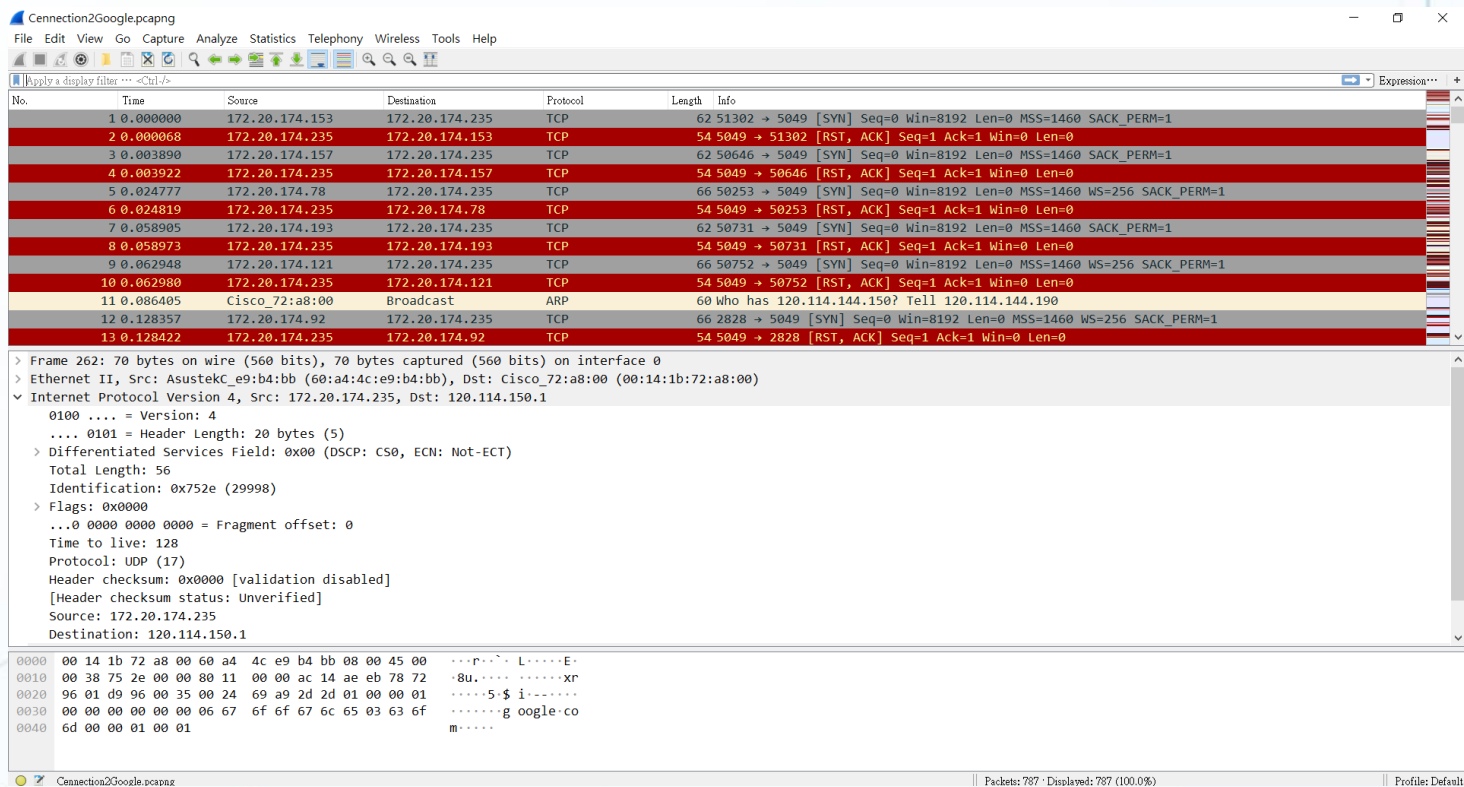 Cennection2Google.pcapng
File Edit View Go Capture Analyze Statistics Telephony Wireless Tools Help
Apply a display filter ··· <Ctrl-/> Expression··· +
No. Time Source Destination Protocol Length Info
1 0.000000 172.20.174.153 172.20.174.235 TCP 62 51302 → 5049 [SYN] Seq=0 Win=8192 Len=0 MSS=1460 SACK_PERM=1
2 0.000068 172.20.174.235 172.20.174.153 TCP 54 5049 → 51302 [RST, ACK] Seq=1 Ack=1 Win=0 Len=0
3 0.003890 172.20.174.157 172.20.174.235 TCP 62 50646 → 5049 [SYN] Seq=0 Win=8192 Len=0 MSS=1460 SACK_PERM=1
4 0.003922 172.20.174.235 172.20.174.157 TCP 54 5049 → 50646 [RST, ACK] Seq=1 Ack=1 Win=0 Len=0
5 0.024777 172.20.174.78 172.20.174.235 TCP 66 50253 → 5049 [SYN] Seq=0 Win=8192 Len=0 MSS=1460 WS=256 SACK_PERM=1
6 0.024819 172.20.174.235 172.20.174.78 TCP 54 5049 → 50253 [RST, ACK] Seq=1 Ack=1 Win=0 Len=0
7 0.058905 172.20.174.193 172.20.174.235 TCP 62 50731 → 5049 [SYN] Seq=0 Win=8192 Len=0 MSS=1460 SACK_PERM=1
8 0.058973 172.20.174.235 172.20.174.193 TCP 54 5049 → 50731 [RST, ACK] Seq=1 Ack=1 Win=0 Len=0
9 0.062948 172.20.174.121 172.20.174.235 TCP 66 50752 → 5049 [SYN] Seq=0 Win=8192 Len=0 MSS=1460 WS=256 SACK_PERM=1
10 0.062980 172.20.174.235 172.20.174.121 TCP 54 5049 → 50752 [RST, ACK] Seq=1 Ack=1 Win=0 Len=0
11 0.086405 Cisco_72:a8:00 Broadcast ARP 60 Who has 120.114.144.150? Tell 120.114.144.190
12 0.128357 172.20.174.92 172.20.174.235 TCP 66 2828 → 5049 [SYN] Seq=0 Win=8192 Len=0 MSS=1460 WS=256 SACK_PERM=1
13 0.128422 172.20.174.235 172.20.174.92 TCP 54 5049 → 2828 [RST, ACK] Seq=1 Ack=1 Win=0 Len=0
Frame 262: 70 bytes on wire (560 bits), 70 bytes captured (560 bits) on interface 0
Ethernet II, Src: AsustekC_e9:b4:bb (60:a4:4c:e9:b4:bb), Dst: Cisco_72:a8:00 (00:14:1b:72:a8:00)
Internet Protocol Version 4, Src: 172.20.174.235, Dst: 120.114.150.1
0100 .... = Version: 4
.... 0101 = Header Length: 20 bytes (5)
Differentiated Services Field: 0x00 (DSCP: CS0, ECN: Not-ECT)
Total Length: 56
Identification: 0x752e (29998)
Flags: 0x0000
...0 0000 0000 0000 = Fragment offset: 0
Time to live: 128
Protocol: UDP (17)
Header checksum: 0x0000 [validation disabled]
[Header checksum status: Unverified]
Source: 172.20.174.235
Destination: 120.114.150.1
0000 00 14 1b 72 a8 00 60 a4 4c e9 b4 bb 08 00 45 00 ···r··`· L·····E·
0010 00 38 75 2e 00 00 80 11 00 00 ac 14 ae eb 78 72 ·8u.···· ······xr
0020 96 01 d9 96 00 35 00 24 69 a9 2d 2d 01 00 00 01 ·····5·$ i·--····
0030 00 00 00 00 00 00 06 67 6f 6f 67 6c 65 03 63 6f ·······g oogle·co
0040 6d 00 00 01 00 01 m·····
Cennection2Google.pcapng Packets: 787 · Displayed: 787 (100.0%) Profile: Default